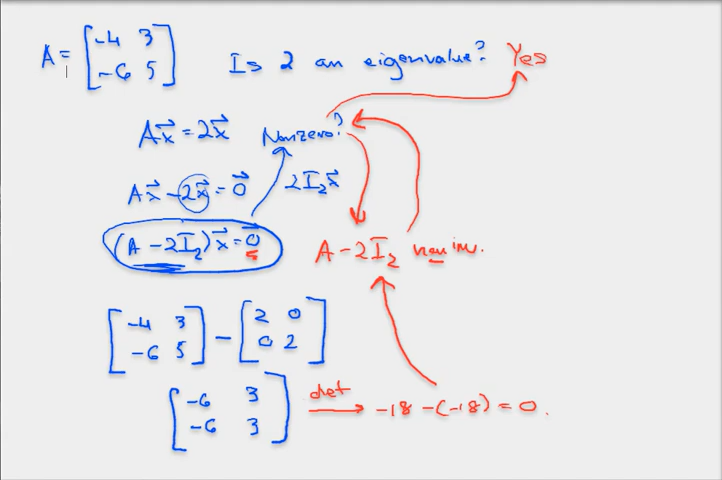 A = [-4 3
-6 5] Is 2 an eigenvalue? Yes
Ax⃗ = 2x⃗ Nonzero?
Ax⃗ - 2x⃗ = 0⃗ 2I₂x⃗
(A - 2I₂)x⃗ = 0⃗ A - 2I₂ non inv.
[-4 3
-6 5] - [2 0
0 2]
[-6 3
-6 3] det -18 - (-18) = 0.